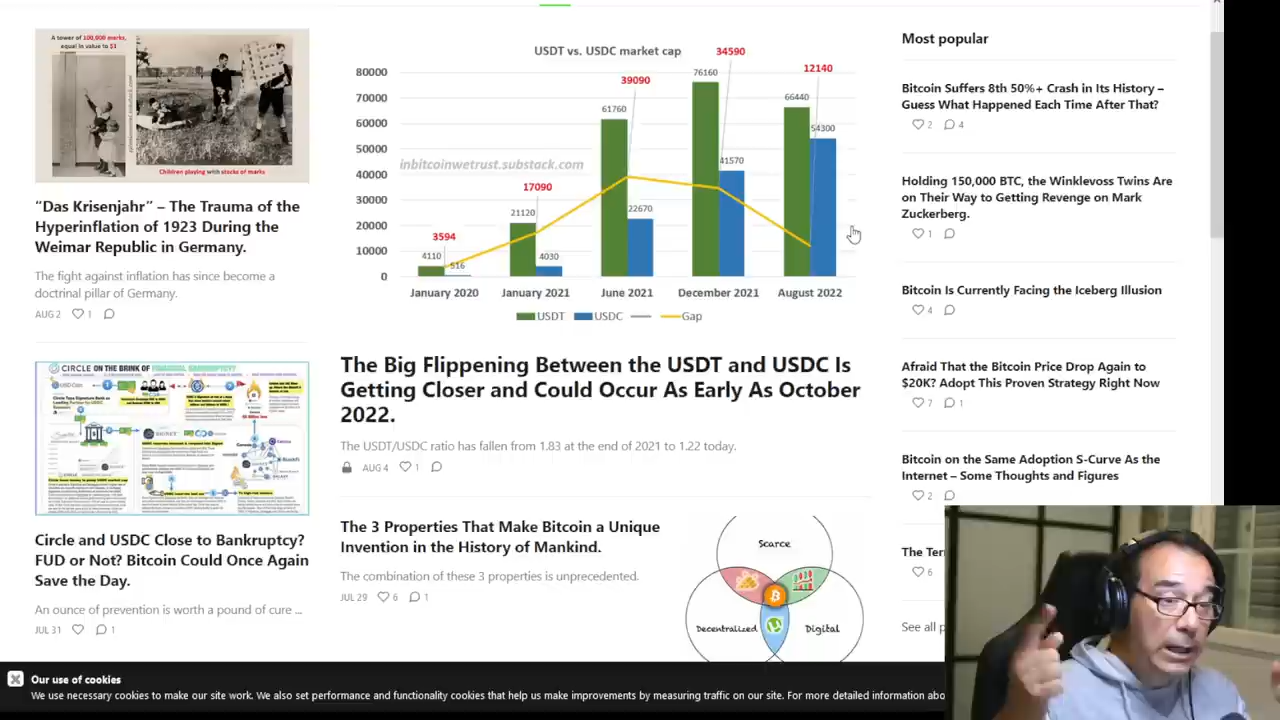 A tower of 100,000 marks,
equal in value to $1
Children playing with stacks of marks
"Das Krisenjahr" – The Trauma of the
Hyperinflation of 1923 During the
Weimar Republic in Germany.
The fight against inflation has since become a
doctrinal pillar of Germany.
AUG 2
1
CIRCLE ON THE BRINK OF FINANCIAL BANKRUPTCY?
Circle and USDC Close to Bankruptcy?
FUD or Not? Bitcoin Could Once Again
Save the Day.
An ounce of prevention is worth a pound of cure ...
JUL 31
1
USDT vs. USDC market cap
80000
70000
60000
50000
40000
30000
20000
10000
0
inbitcoinwetrust.substack.com
3594
4110
516
17090
21120
4030
39090
61760
22670
34590
76160
41570
12140
66440
54300
January 2020
January 2021
June 2021
December 2021
August 2022
USDT
USDC
Gap
The Big Flippening Between the USDT and USDC Is
Getting Closer and Could Occur As Early As October
2022.
The USDT/USDC ratio has fallen from 1.83 at the end of 2021 to 1.22 today.
AUG 4
1
The 3 Properties That Make Bitcoin a Unique
Invention in the History of Mankind.
The combination of these 3 properties is unprecedented.
JUL 29
6
1
Scarce
Decentralized
Digital
Most popular
Bitcoin Suffers 8th 50%+ Crash in Its History –
Guess What Happened Each Time After That?
2
4
Holding 150,000 BTC, the Winklevoss Twins Are
on Their Way to Getting Revenge on Mark
Zuckerberg.
1
Bitcoin Is Currently Facing the Iceberg Illusion
4
Afraid That the Bitcoin Price Drop Again to
$20K? Adopt This Proven Strategy Right Now
7
1
Bitcoin on the Same Adoption S-Curve As the
Internet – Some Thoughts and Figures
2
The
6
See all
Our use of cookies
We use necessary cookies to make our site work. We also set performance and functionality cookies that help us make improvements by measuring traffic on our site. For more detailed information